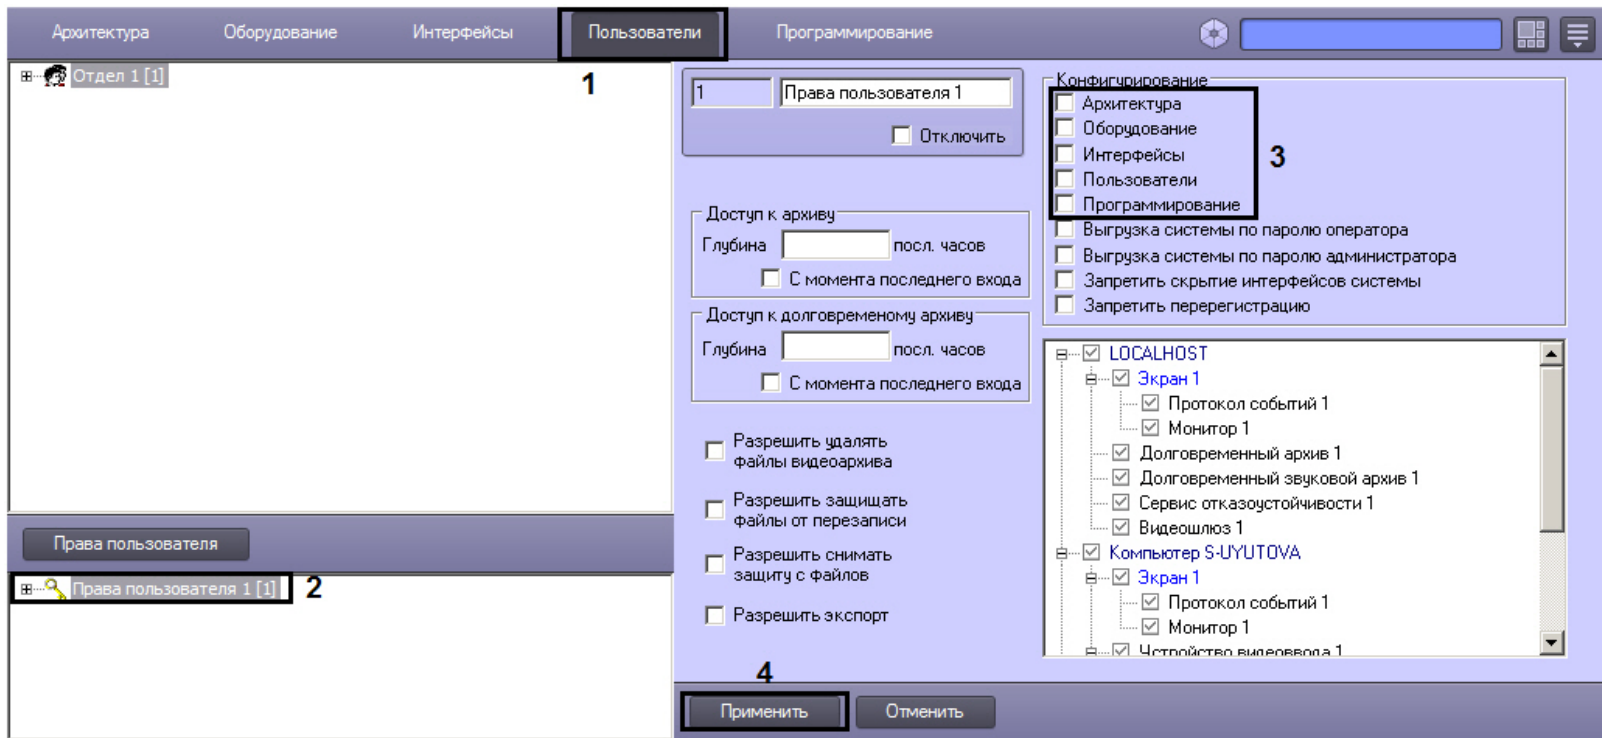 Архитектура
Оборудование
Интерфейсы
Пользователи
Программирование
1
Отдел 1 [1]
Права пользователя
Права пользователя 1 [1]
2
1
Права пользователя 1
Отключить
Доступ к архиву
Глубина посл. часов
С момента последнего входа
Доступ к долговременому архиву
Глубина посл. часов
С момента последнего входа
Разрешить удалять
файлы видеоархива
Разрешить защищать
файлы от перезаписи
Разрешить снимать
защиту с файлов
Разрешить экспорт
Конфигурирование
Архитектура
Оборудование
Интерфейсы
Пользователи
Программирование
3
Выгрузка системы по паролю оператора
Выгрузка системы по паролю администратора
Запретить скрытие интерфейсов системы
Запретить перерегистрацию
LOCALHOST
Экран 1
Протокол событий 1
Монитор 1
Долговременный архив 1
Долговременный звуковой архив 1
Сервис отказоустойчивости 1
Видеошлюз 1
Компьютер S-UYUTOVA
Экран 1
Протокол событий 1
Монитор 1
Устройство видеоввода 1
4
Применить
Отменить